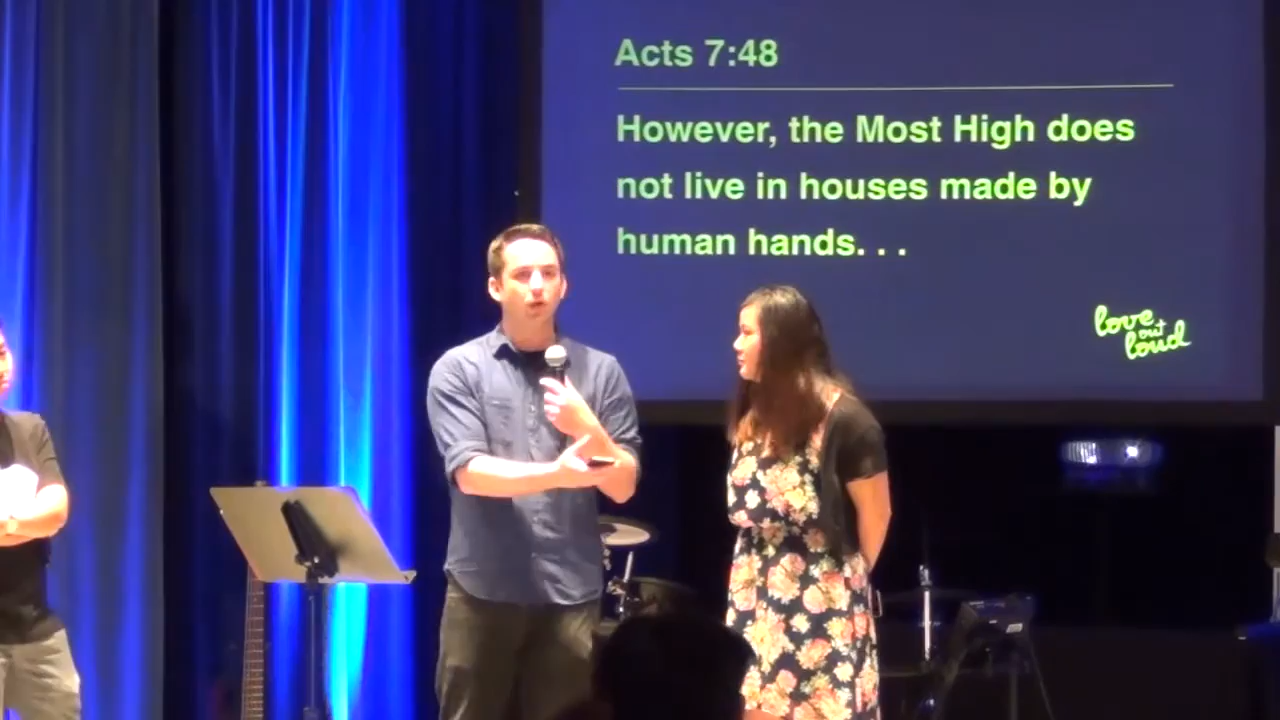 Acts 7:48
However, the Most High does
not live in houses made by
human hands. . .
love
out
loud